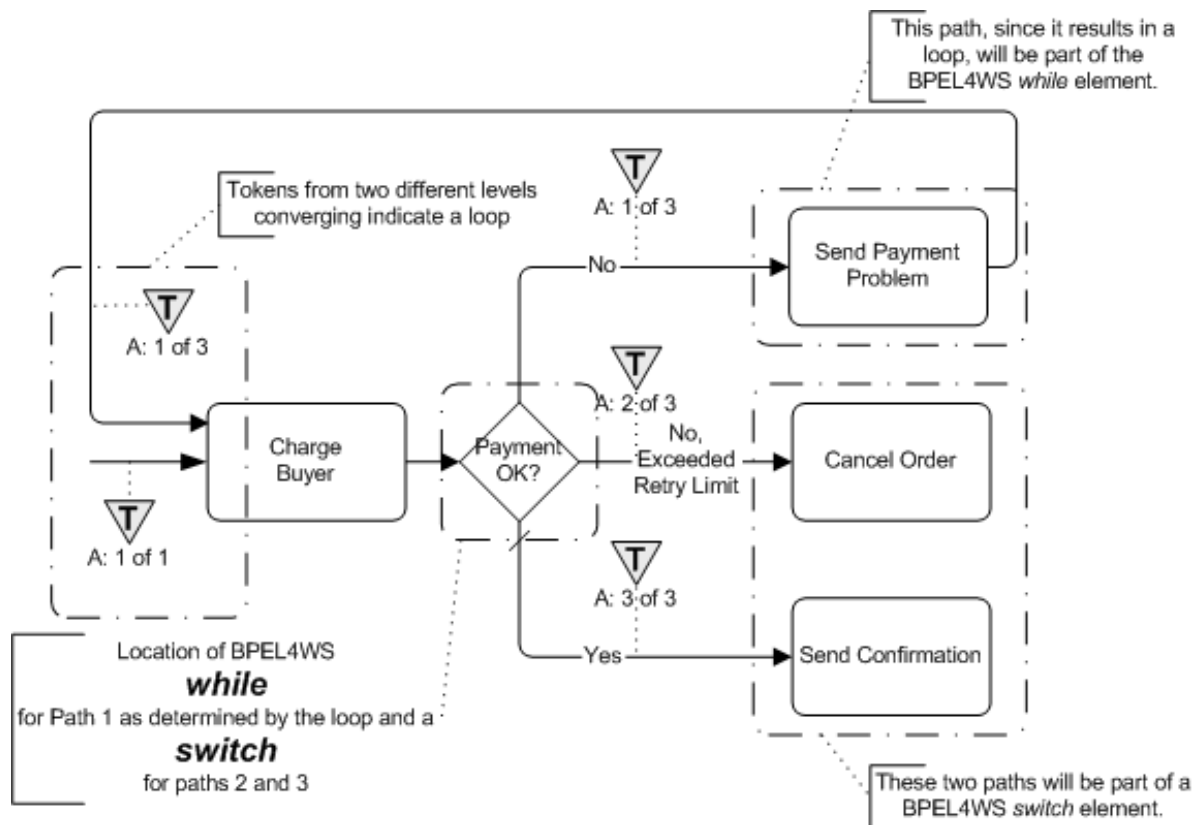 This path, since it results in a
loop, will be part of the
BPEL4WS while element.
T
A: 1 of 3
Tokens from two different levels
converging indicate a loop
Send Payment
Problem
No
T
A: 1 of 3
T
A: 2 of 3
Charge
Buyer
Payment
OK?
No,
Exceeded
Retry Limit
Cancel Order
T
A: 1 of 1
T
A: 3 of 3
Yes
Send Confirmation
Location of BPEL4WS
while
for Path 1 as determined by the loop and a
switch
for paths 2 and 3
These two paths will be part of a
BPEL4WS switch element.